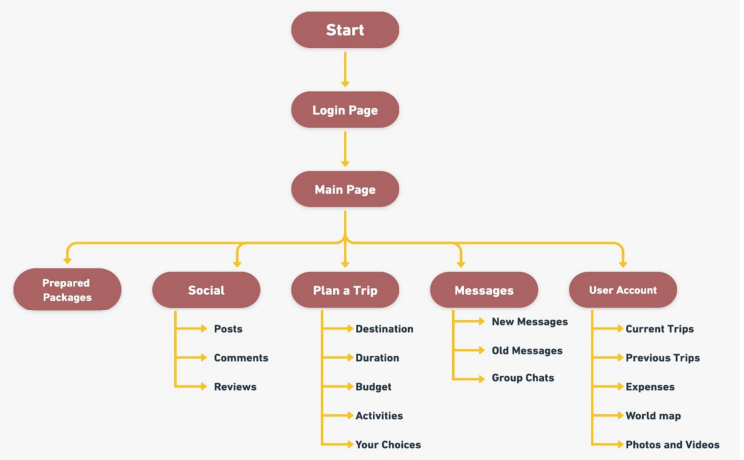 Start
Login Page
Main Page
Prepared
Packages
Social
Plan a Trip
Messages
User Account
Posts
Comments
Reviews
Destination
Duration
Budget
Activities
Your Choices
New Messages
Old Messages
Group Chats
Current Trips
Previous Trips
Expenses
World map
Photos and Videos